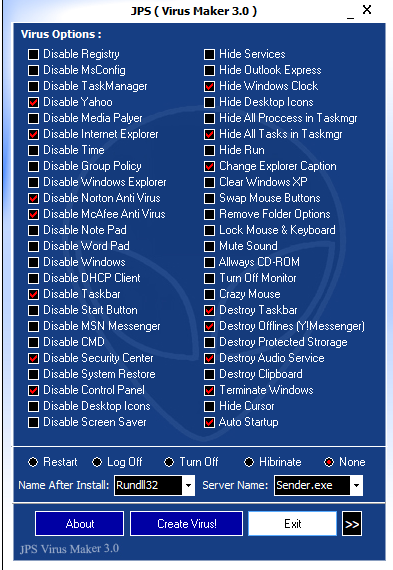 JPS ( Virus Maker 3.0 )
_ X
Virus Options :
Disable Registry
Disable MsConfig
Disable TaskManager
Disable Yahoo
Disable Media Palyer
Disable Internet Explorer
Disable Time
Disable Group Policy
Disable Windows Explorer
Disable Norton Anti Virus
Disable McAfee Anti Virus
Disable Note Pad
Disable Word Pad
Disable Windows
Disable DHCP Client
Disable Taskbar
Disable Start Button
Disable MSN Messenger
Disable CMD
Disable Security Center
Disable System Restore
Disable Control Panel
Disable Desktop Icons
Disable Screen Saver
Hide Services
Hide Outlook Express
Hide Windows Clock
Hide Desktop Icons
Hide All Proccess in Taskmgr
Hide All Tasks in Taskmgr
Hide Run
Change Explorer Caption
Clear Windows XP
Swap Mouse Buttons
Remove Folder Options
Lock Mouse & Keyboard
Mute Sound
Allways CD-ROM
Turn Off Monitor
Crazy Mouse
Destroy Taskbar
Destroy Offlines (Y!Messenger)
Destroy Protected Storage
Destroy Audio Service
Destroy Clipboard
Terminate Windows
Hide Cursor
Auto Startup
Restart Log Off Turn Off Hibrinate None
Name After Install: Rundll32 Server Name: Sender.exe
About Create Virus! Exit >>
JPS Virus Maker 3.0